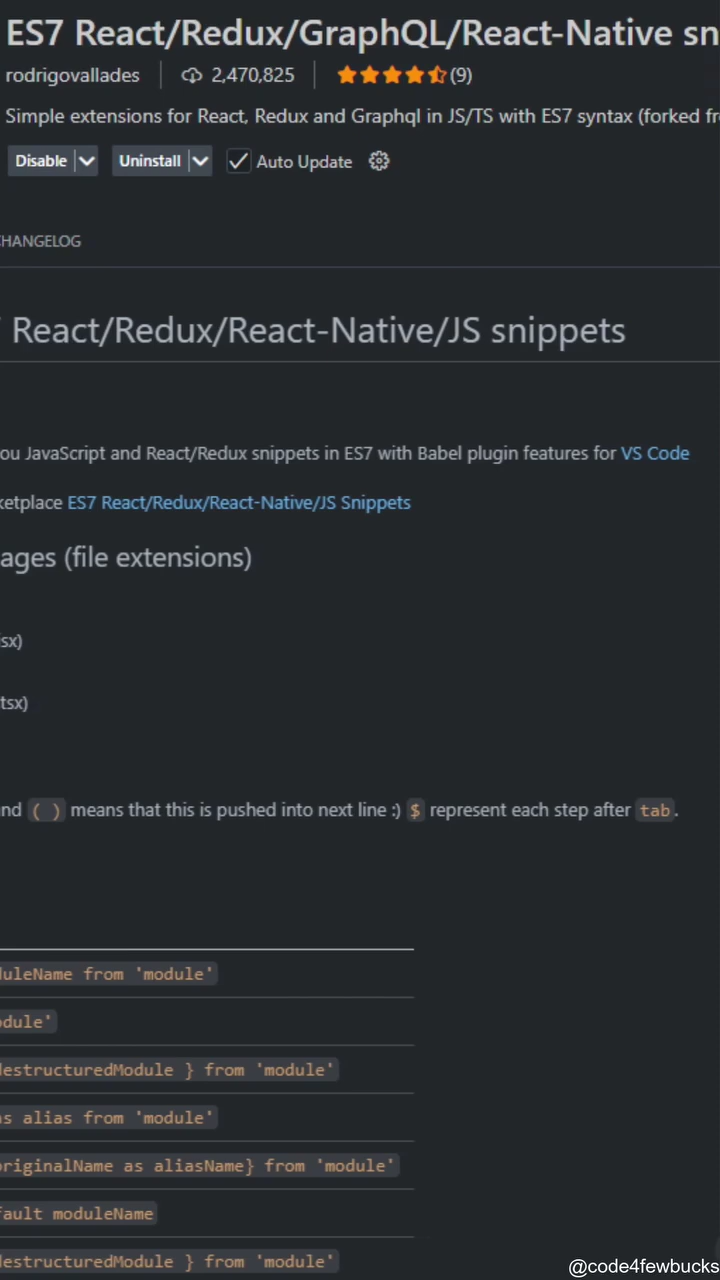 ES7 React/Redux/GraphQL/React-Native sn
rodrigovallades 2,470,825 (9)
Simple extensions for React, Redux and Graphql in JS/TS with ES7 syntax (forked fr
Disable Uninstall Auto Update
CHANGELOG
React/Redux/React-Native/JS snippets
ou JavaScript and React/Redux snippets in ES7 with Babel plugin features for VS Code
ketplace ES7 React/Redux/React-Native/JS Snippets
ages (file extensions)
jsx)
tsx)
and ( ) means that this is pushed into next line :) $ represent each step after tab.
duleName from 'module'
odule'
destructuredModule } from 'module'
as alias from 'module'
originalName as aliasName} from 'module'
fault moduleName
destructuredModule } from 'module'
@code4fewbucks